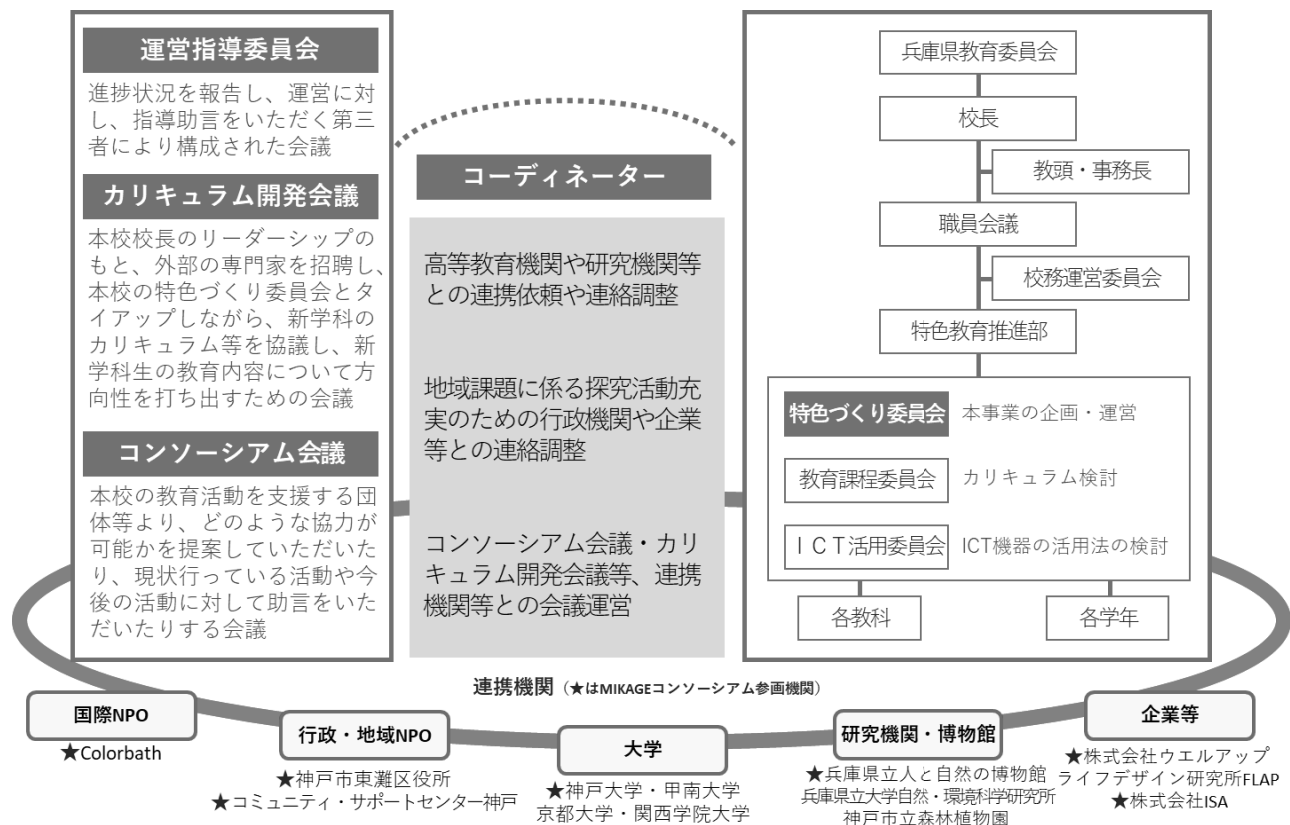 運営指導委員会
進捗状況を報告し、運営に対
し、指導助言をいただく第三
者により構成された会議
カリキュラム開発会議
本校校長のリーダーシップの
もと、外部の専門家を招聘し、
本校の特色づくり委員会とタ
イアップしながら、新学科の
カリキュラム等を協議し、新
学科生の教育内容について方
向性を打ち出すための会議
コンソーシアム会議
本校の教育活動を支援する団
体等より、どのような協力が
可能かを提案していただいた
り、現状行っている活動や今
後の活動に対して助言をいた
だいたりする会議
コーディネーター
高等教育機関や研究機関等
との連携依頼や連絡調整
地域課題に係る探究活動充
実のための行政機関や企業
等との連絡調整
コンソーシアム会議・カリ
キュラム開発会議等、連携
機関等との会議運営
兵庫県教育委員会
校長
教頭・事務長
職員会議
校務運営委員会
特色教育推進部
特色づくり委員会 本事業の企画・運営
教育課程委員会 カリキュラム検討
ＩＣＴ活用委員会 ICT機器の活用法の検討
各教科
各学年
連携機関（★はMIKAGEコンソーシアム参画機関）
国際NPO
★Colorbath
行政・地域NPO
★神戸市東灘区役所
★コミュニティ・サポートセンター神戸
大学
★神戸大学・甲南大学
京都大学・関西学院大学
研究機関・博物館
★兵庫県立人と自然の博物館
兵庫県立大学自然・環境科学研究所
神戸市立森林植物園
企業等
★株式会社ウエルアップ
ライフデザイン研究所FLAP
★株式会社ISA